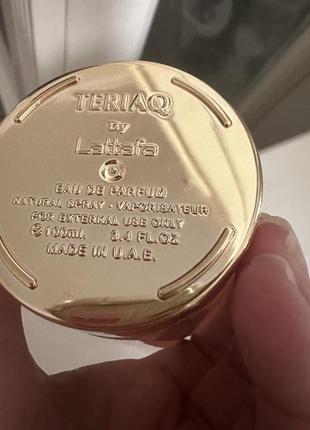 TERIAQ
By
Lattafa
EAU DE PARFUM
NATURAL SPRAY - VAPORISATEUR
FOR EXTERNAL USE ONLY
℮100ml. 3.4 FL.OZ
MADE IN U.A.E.